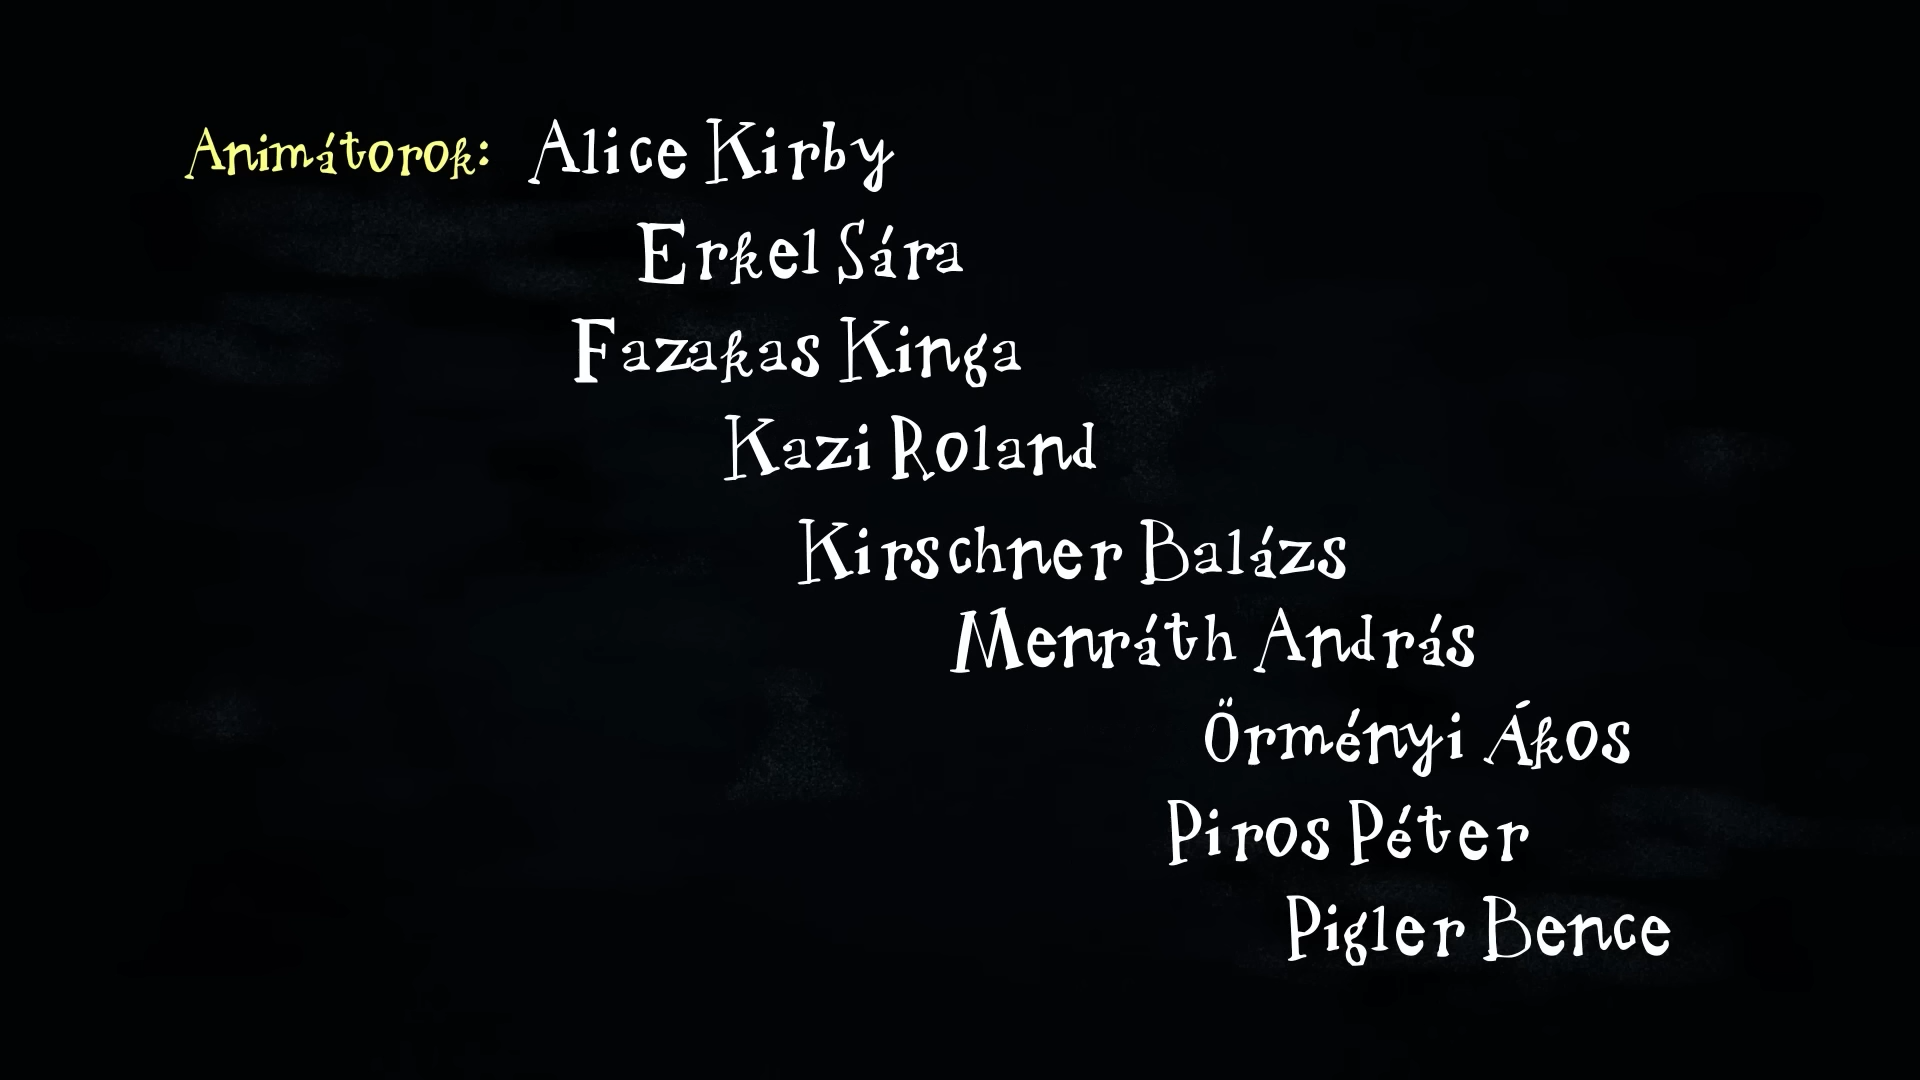 Animátorok: Alice Kirby
Erkel Sára
Fazakas Kinga
Kazi Roland
Kirschner Balázs
Menráth András
Örményi Ákos
Piros Péter
Pigler Bence